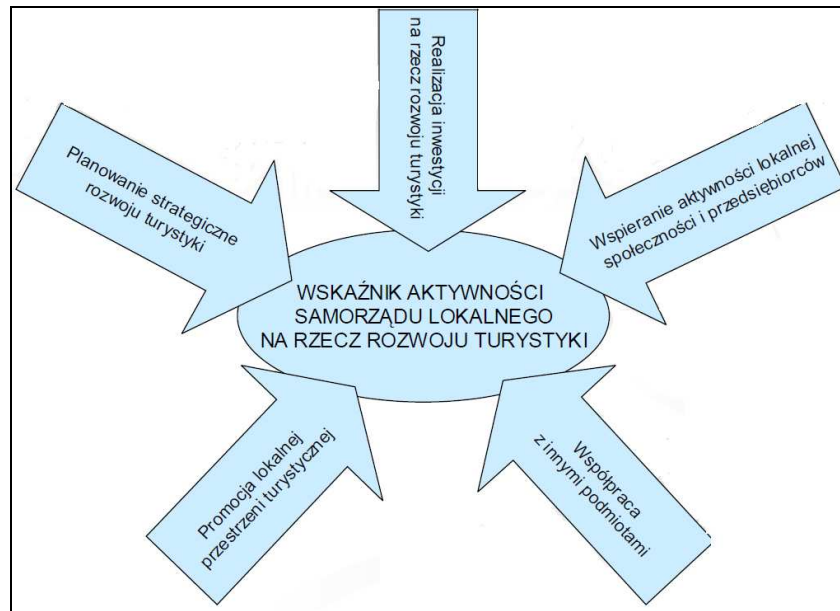 Realizacja inwestycji
na rzecz rozwoju turystyki
Planowanie strategiczne
rozwoju turystyki
Wspieranie aktywności lokalnej
społeczności i przedsiębiorców
WSKAŹNIK AKTYWNOŚCI
SAMORZĄDU LOKALNEGO
NA RZECZ ROZWOJU TURYSTYKI
Promocja lokalnej
przestrzeni turystycznej
Współpraca
z innymi podmiotami